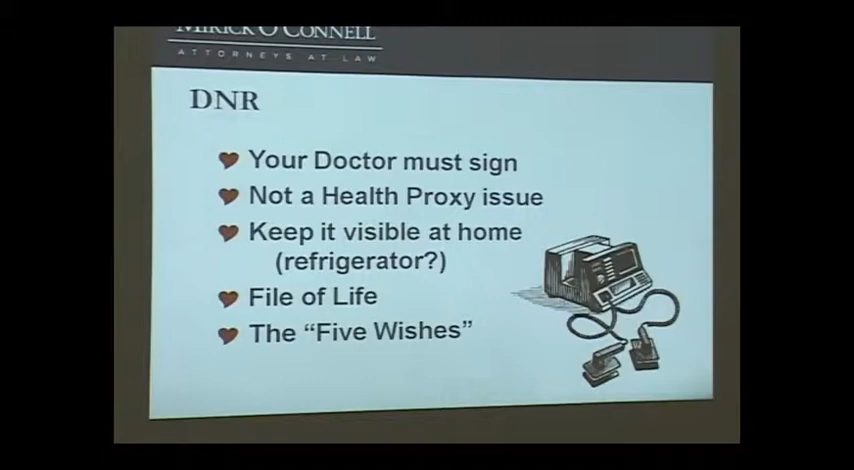 MIRICK O'CONNELL
ATTORNEYS AT LAW
DNR
Your Doctor must sign
Not a Health Proxy issue
Keep it visible at home
(refrigerator?)
File of Life
The “Five Wishes”